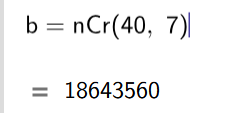 b = nCr(40, 7)
= 18643560